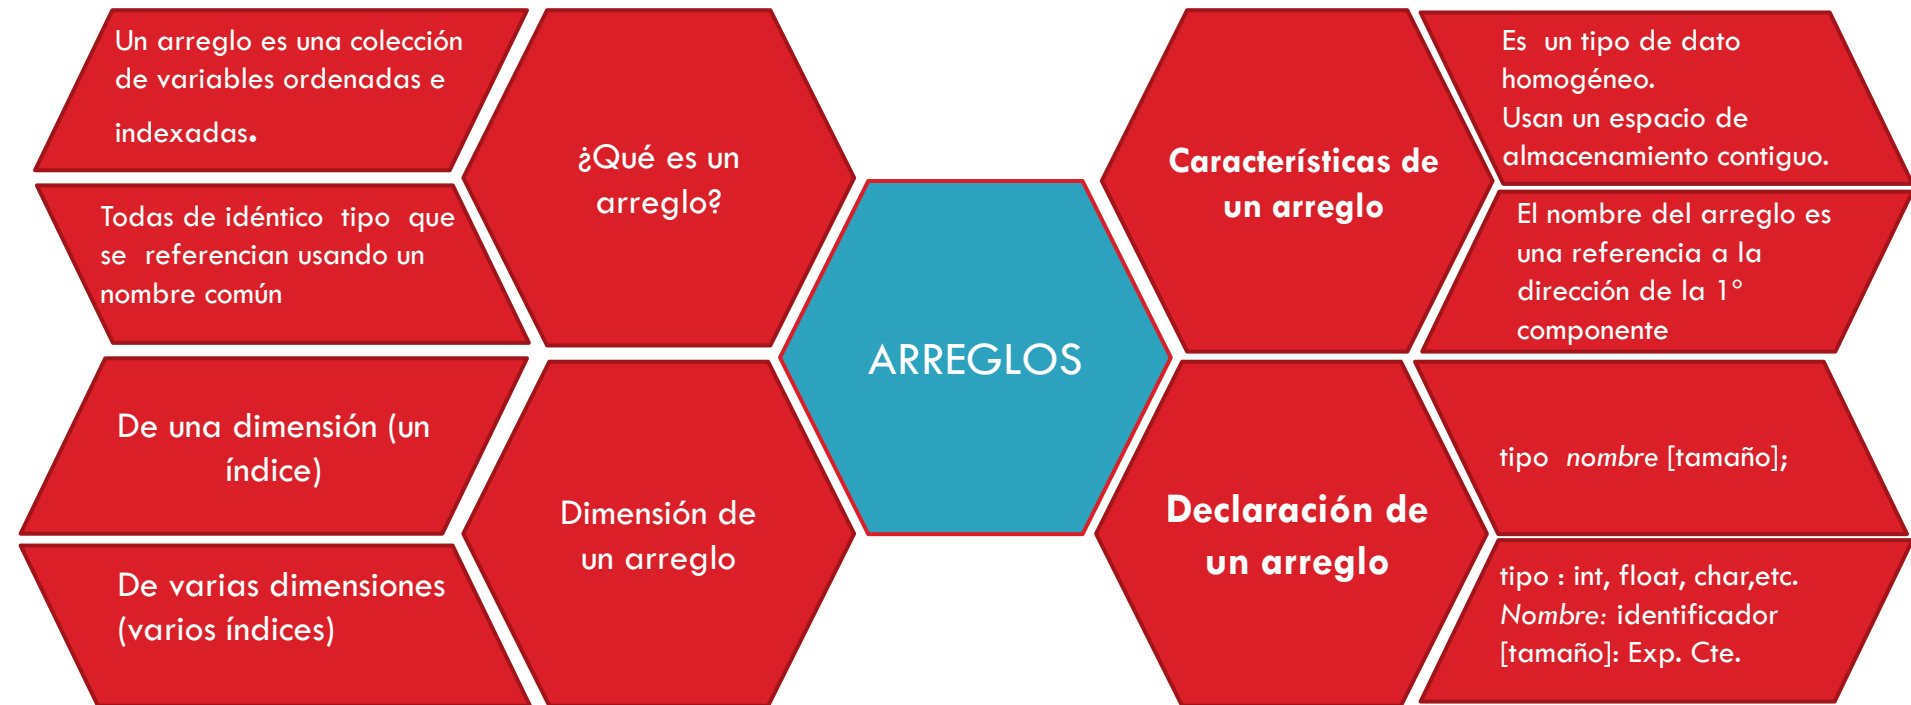 Un arreglo es una colección
de variables ordenadas e
indexadas.
¿Qué es un
arreglo?
Todas de idéntico tipo que
se referencian usando un
nombre común
De una dimensión (un
índice)
Dimensión de
un arreglo
De varias dimensiones
(varios índices)
ARREGLOS
Características de
un arreglo
Es un tipo de dato
homogéneo.
Usan un espacio de
almacenamiento contiguo.
El nombre del arreglo es
una referencia a la
dirección de la 1°
componente
Declaración de
un arreglo
tipo nombre [tamaño];
tipo : int, float, char,etc.
Nombre: identificador
[tamaño]: Exp. Cte.